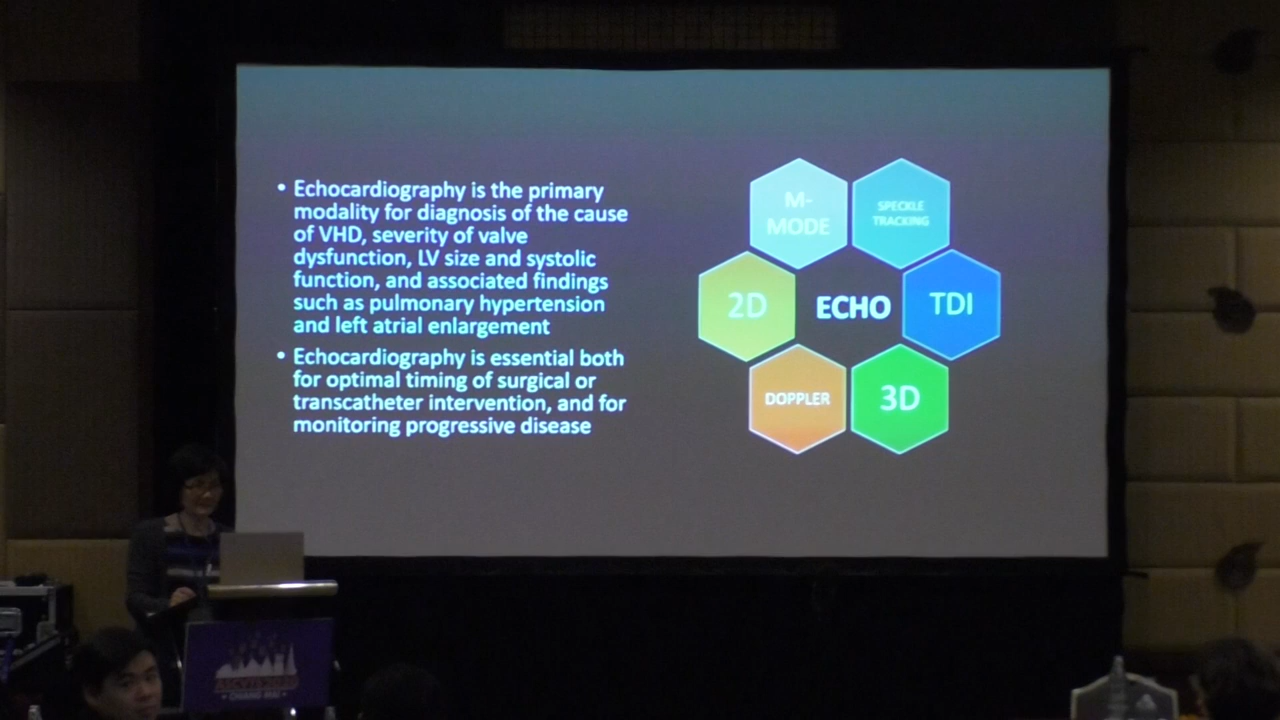 • Echocardiography is the primary
modality for diagnosis of the cause
of VHD, severity of valve
dysfunction, LV size and systolic
function, and associated findings
such as pulmonary hypertension
and left atrial enlargement
• Echocardiography is essential both
for optimal timing of surgical or
transcatheter intervention, and for
monitoring progressive disease
M-
MODE
SPECKLE
TRACKING
2D
ECHO
TDI
DOPPLER
3D
• CHIANG MAI •